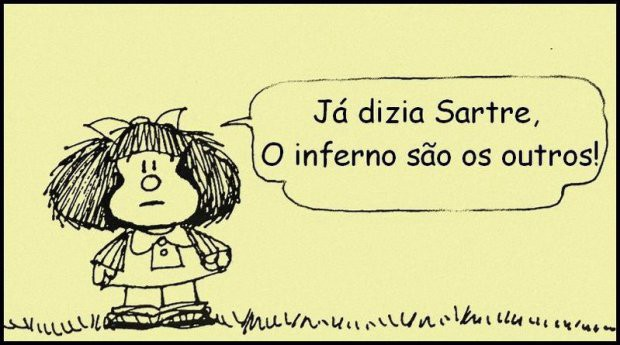 Já dizia Sartre,
O inferno são os outros!